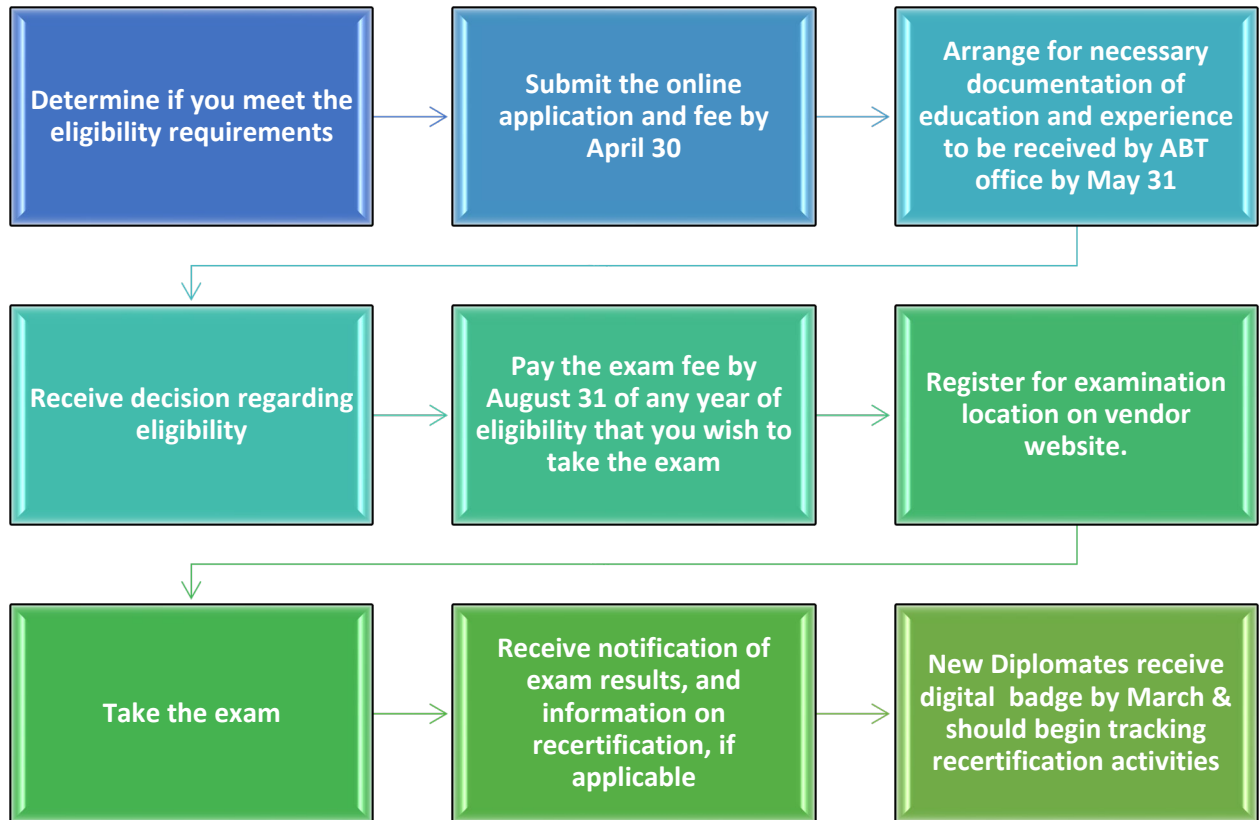 Determine if you meet the
eligibility requirements
Submit the online
application and fee by
April 30
Arrange for necessary
documentation of
education and experience
to be received by ABT
office by May 31
Receive decision regarding
eligibility
Pay the exam fee by
August 31 of any year of
eligibility that you wish to
take the exam
Register for examination
location on vendor
website.
Take the exam
Receive notification of
exam results, and
information on
recertification, if
applicable
New Diplomates receive
digital  badge by March &
should begin tracking
recertification activities